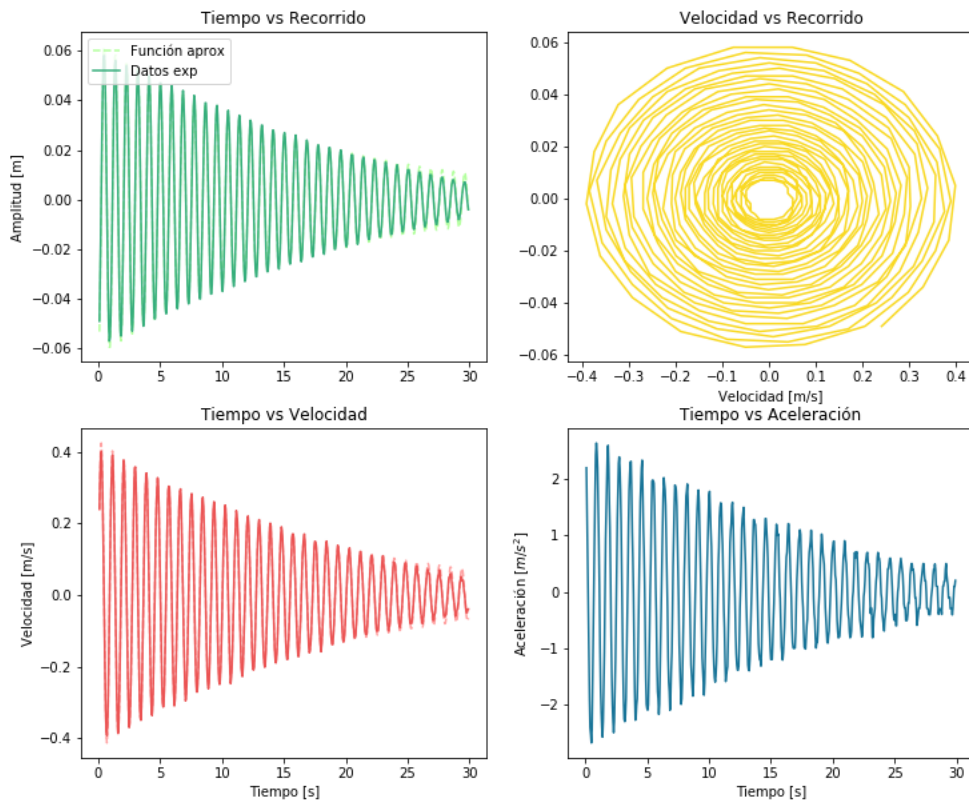 Tiempo vs Recorrido
Función aprox
Datos exp
Amplitud [m]
0.06
0.04
0.02
0.00
−0.02
−0.04
−0.06
0 5 10 15 20 25 30
Velocidad vs Recorrido
0.06
0.04
0.02
0.00
−0.02
−0.04
−0.06
−0.4 −0.3 −0.2 −0.1 0.0 0.1 0.2 0.3 0.4
Velocidad [m/s]
Tiempo vs Velocidad
Velocidad [m/s]
0.4
0.2
0.0
−0.2
−0.4
0 5 10 15 20 25 30
Tiempo [s]
Tiempo vs Aceleración
Aceleración [m/s²]
2
1
0
−1
−2
0 5 10 15 20 25 30
Tiempo [s]